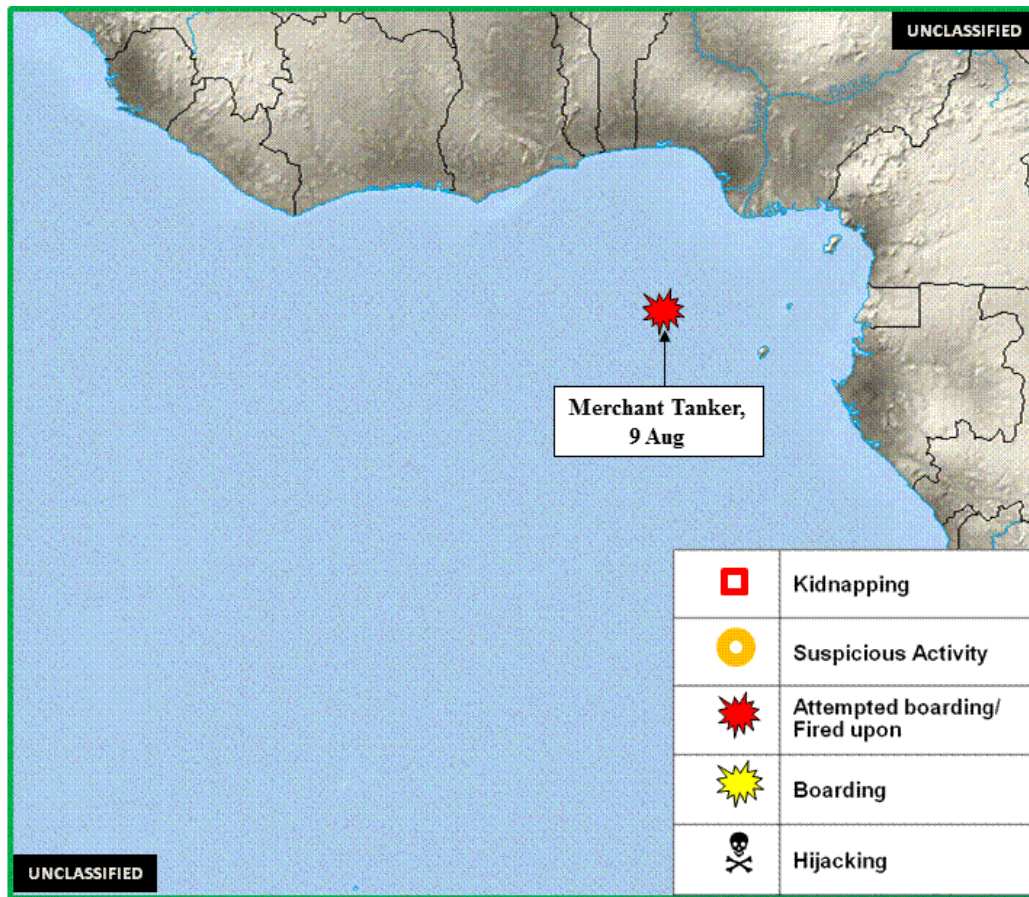 UNCLASSIFIED
Merchant Tanker,
9 Aug
Kidnapping
Suspicious Activity
Attempted boarding/
Fired upon
Boarding
Hijacking
UNCLASSIFIED